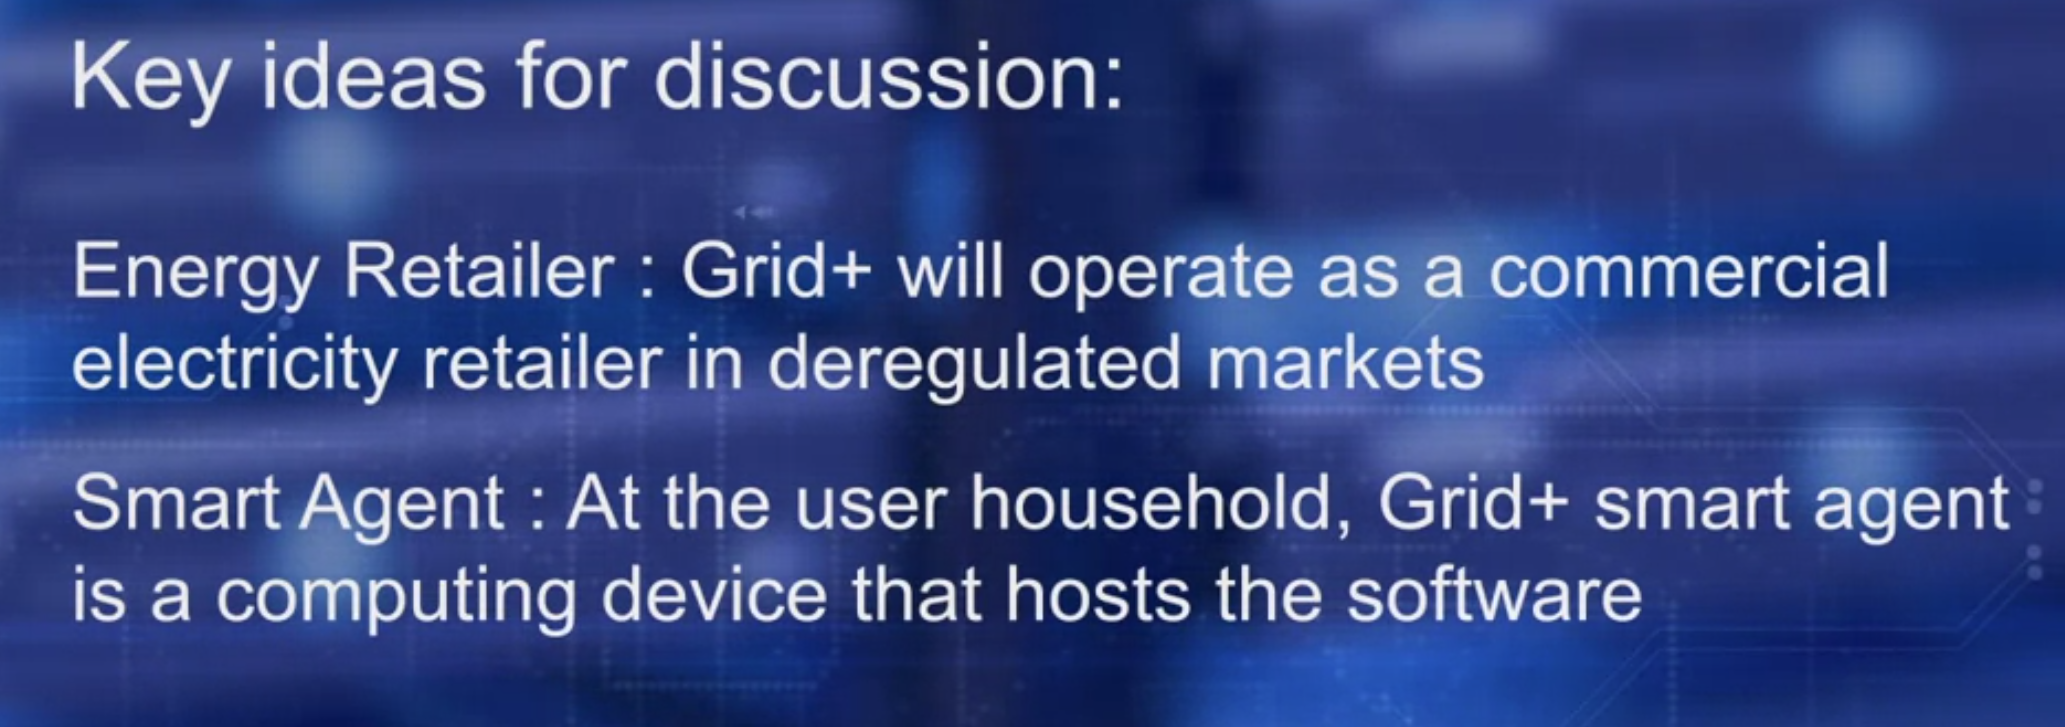 Key ideas for discussion:
Energy Retailer : Grid+ will operate as a commercial
electricity retailer in deregulated markets
Smart Agent : At the user household, Grid+ smart agent
is a computing device that hosts the software